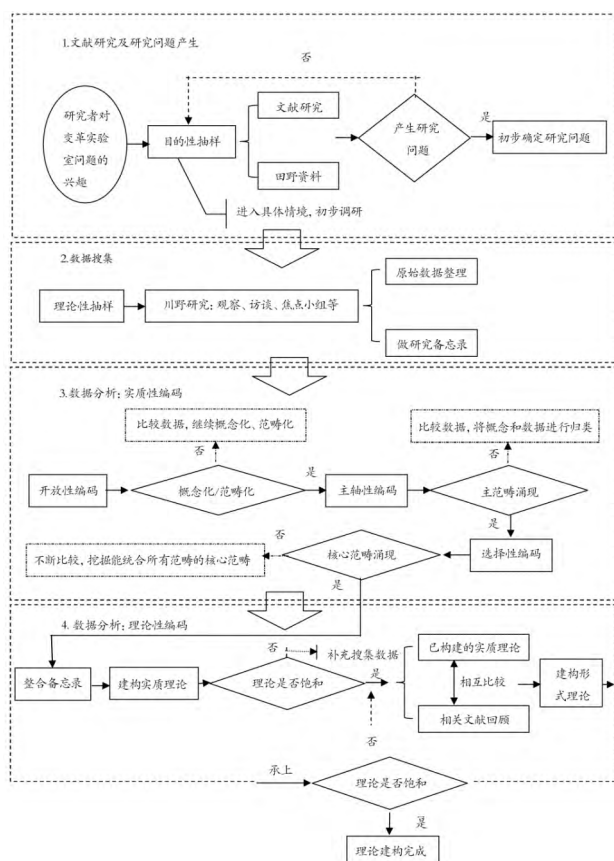 1.文献研究及研究问题产生
否
研究者对
变革实验
室问题的
兴趣
目的性抽样
文献研究
田野资料
产生研究
问题
是
初步确定研究问题
进入具体情境,初步调研
2.数据搜集
理论性抽样
川野研究:观察、访谈、焦点小组等
原始数据整理
做研究备忘录
3.数据分析:实质性编码
比较数据,继续概念化、范畴化
比较数据,将概念和数据进行归类
否
否
开放性编码
概念化/范畴化
是
主轴性编码
主范畴涌现
是
不断比较,挖掘能统合所有范畴的核心范畴
否
核心范畴涌现
选择性编码
是
4. 数据分析:理论性编码
否
补充搜集数据
整合备忘录
建构实质理论
理论是否饱和
是
已构建的实质理论
相互比较
相关文献回顾
建构形
式理论
否
承上
理论是否饱和
是
理论建构完成